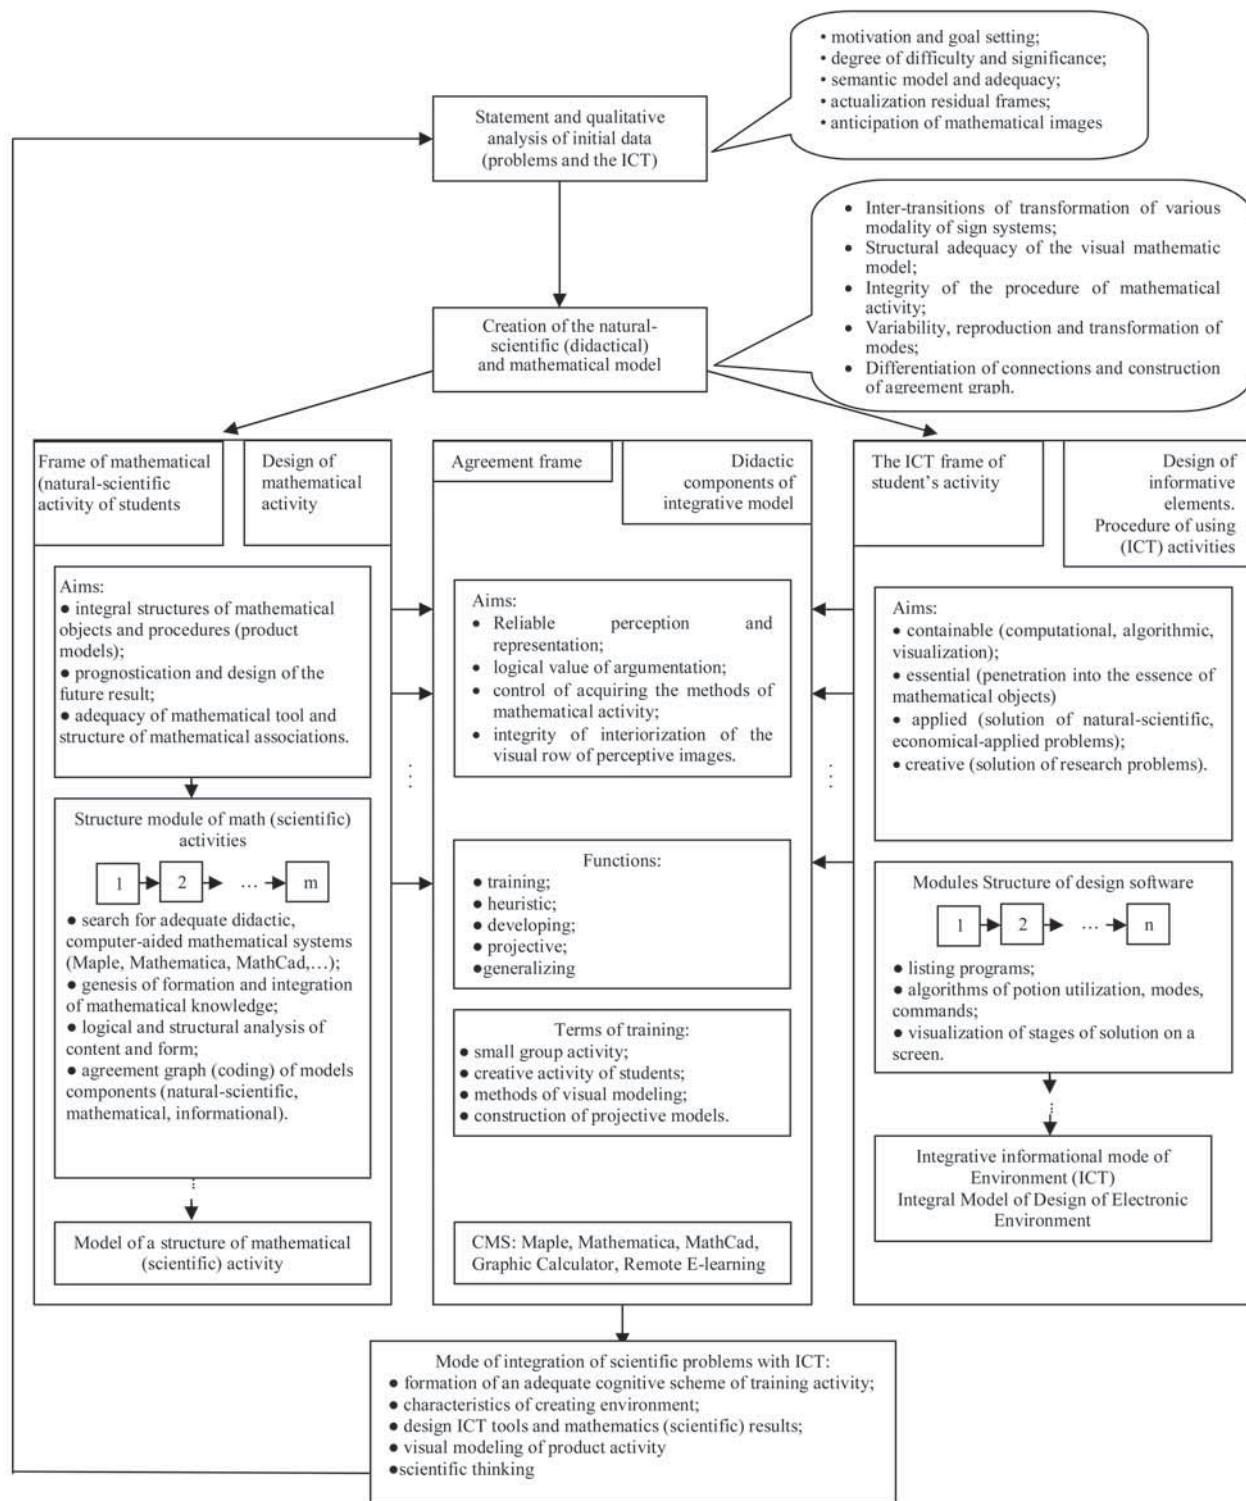 • motivation and goal setting;
• degree of difficulty and significance;
• semantic model and adequacy;
• actualization residual frames;
• anticipation of mathematical images
Statement and qualitative
analysis of initial data
(problems and the ICT)
• Inter-transitions of transformation of various
modality of sign systems;
• Structural adequacy of the visual mathematic
model;
• Integrity of the procedure of mathematical
activity;
• Variability, reproduction and transformation of
modes;
• Differentiation of connections and construction
of agreement graph.
Creation of the natural-
scientific (didactical)
and mathematical model
Frame of mathematical
(natural-scientific
activity of students
Design of
mathematical
activity
Aims:
● integral structures of mathematical
objects and procedures (product
models);
● prognostication and design of the
future result;
● adequacy of mathematical tool and
structure of mathematical associations.
Structure module of math (scientific)
activities
1 2 … m
● search for adequate didactic,
computer-aided mathematical systems
(Maple, Mathematica, MathCad,…);
● genesis of formation and integration
of mathematical knowledge;
● logical and structural analysis of
content and form;
● agreement graph (coding) of models
components (natural-scientific,
mathematical, informational).
Model of a structure of mathematical
(scientific) activity
Agreement frame
Didactic
components of
integrative model
Aims:
• Reliable perception and
representation;
• logical value of argumentation;
• control of acquiring the methods of
mathematical activity;
• integrity of interiorization of the
visual row of perceptive images.
Functions:
● training;
● heuristic;
● developing;
● projective;
●generalizing
Terms of training:
● small group activity;
● creative activity of students;
● methods of visual modeling;
● construction of projective models.
CMS: Maple, Mathematica, MathCad,
Graphic Calculator, Remote E-learning
The ICT frame of
student’s activity
Design of
informative
elements.
Procedure of using
(ICT) activities
Aims:
● containable (computational, algorithmic,
visualization);
● essential (penetration into the essence of
mathematical objects)
● applied (solution of natural-scientific,
economical-applied problems);
● creative (solution of research problems).
Modules Structure of design software
1 2 … n
● listing programs;
● algorithms of potion utilization, modes,
commands;
● visualization of stages of solution on a
screen.
Integrative informational mode of
Environment (ICT)
Integral Model of Design of Electronic
Environment
Mode of integration of scientific problems with ICT:
● formation of an adequate cognitive scheme of training activity;
● characteristics of creating environment;
● design ICT tools and mathematics (scientific) results;
● visual modeling of product activity
●scientific thinking